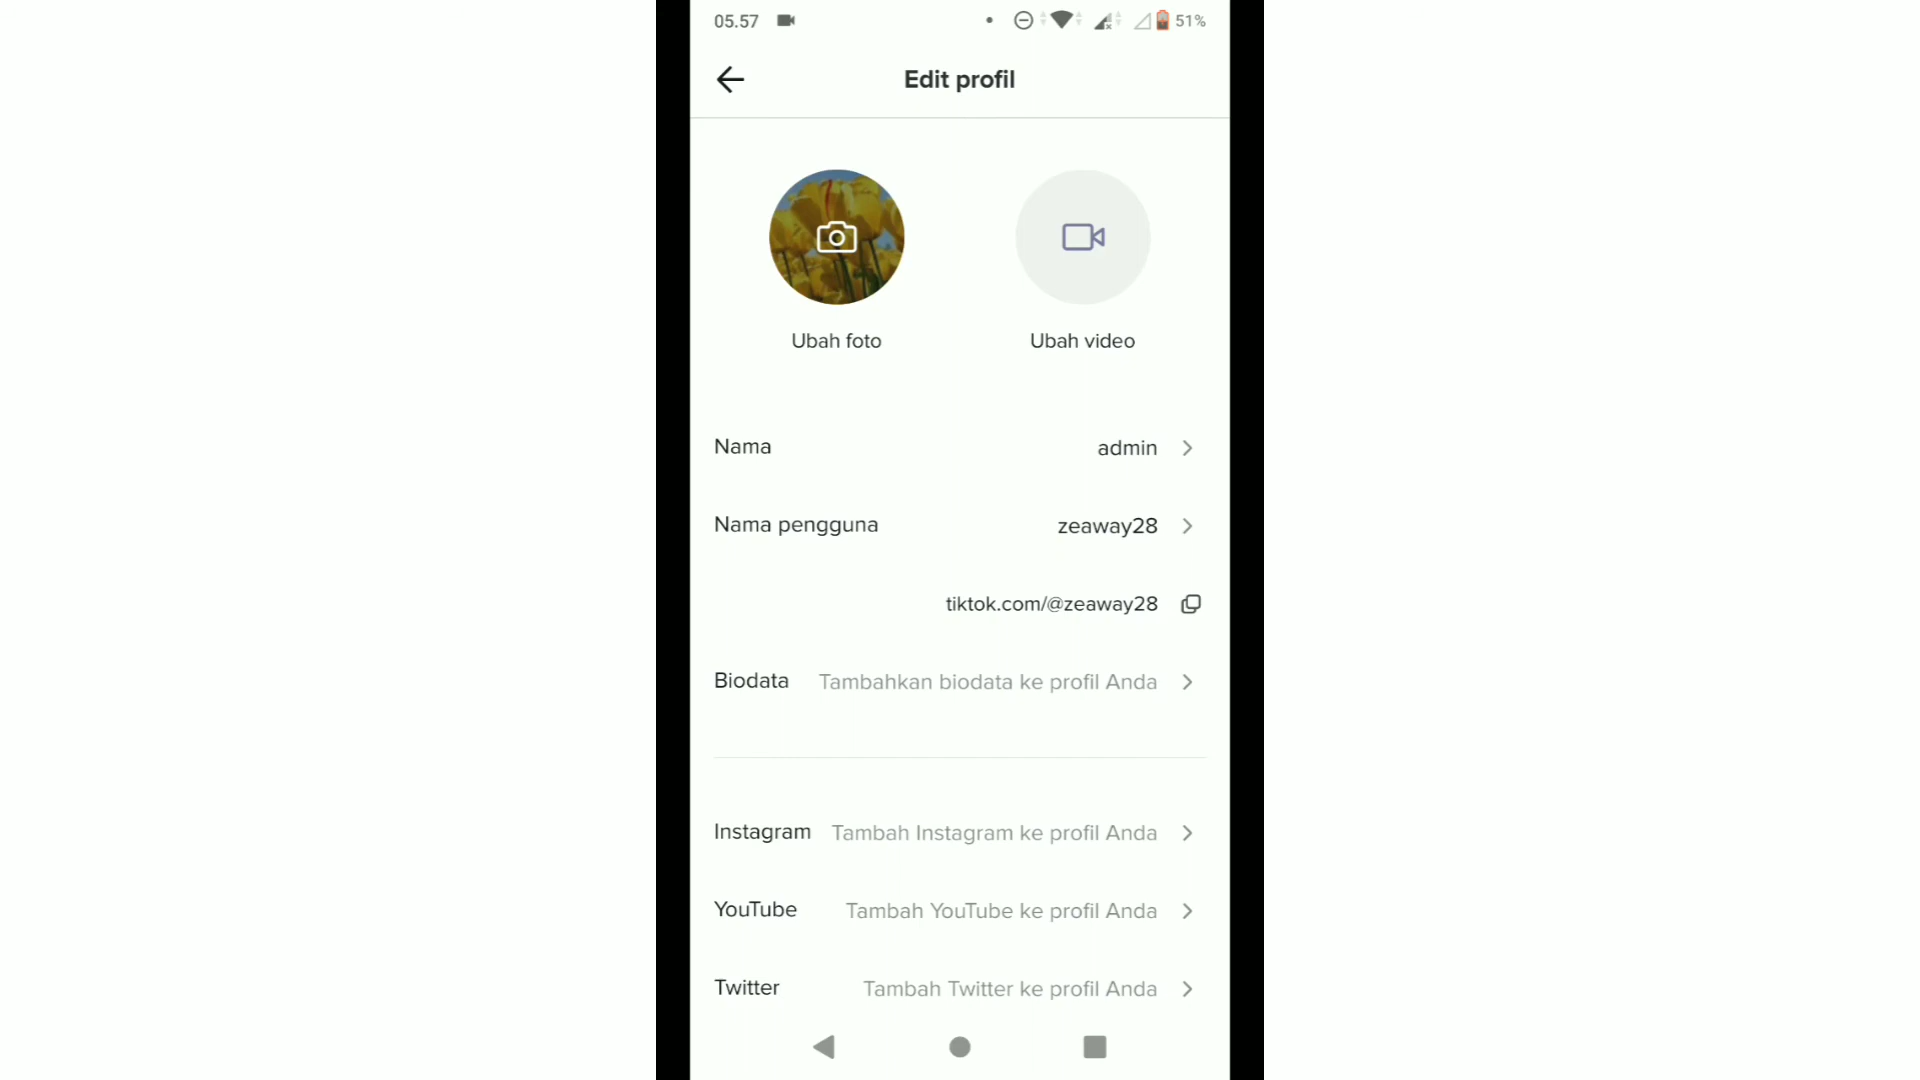 05.57
51%
Edit profil
Ubah foto
Ubah video
Nama
admin
Nama pengguna
zeaway28
tiktok.com/@zeaway28
Biodata
Tambahkan biodata ke profil Anda
Instagram
Tambah Instagram ke profil Anda
YouTube
Tambah YouTube ke profil Anda
Twitter
Tambah Twitter ke profil Anda